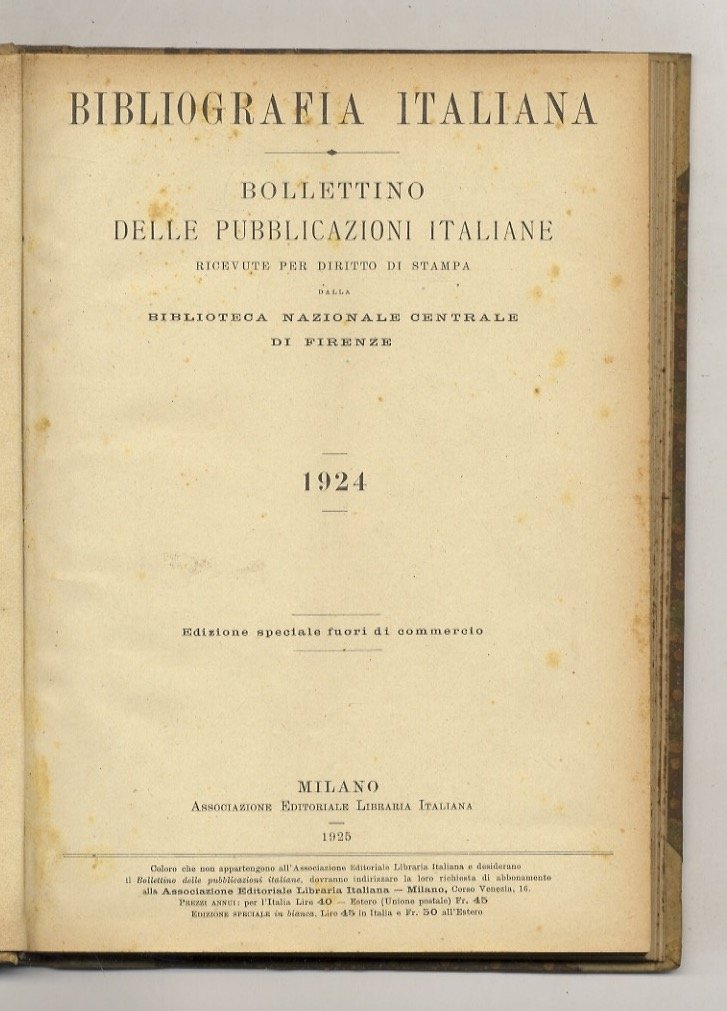 BIBLIOGRAFIA ITALIANA
BOLLETTINO
DELLE PUBBLICAZIONI ITALIANE
RICEVUTE PER DIRITTO DI STAMPA
DALLA
BIBLIOTECA NAZIONALE CENTRALE
DI FIRENZE
1924
Edizione speciale fuori di commercio
MILANO
ASSOCIAZIONE EDITORIALE LIBRARIA ITALIANA
1925
Coloro che non appartengono all'Associazione Editoriale Libraria Italiana e desiderano
il Bollettino delle pubblicazioni italiane, dovranno indirizzare la loro richiesta di abbonamento
alla Associazione Editoriale Libraria Italiana — Milano, Corso Venezia, 16.
PREZZI ANNUI: per l'Italia Lire 40 — Estero (Unione postale) Fr. 45
EDIZIONE SPECIALE in bianca, Lire 45 in Italia e Fr. 50 all'Estero